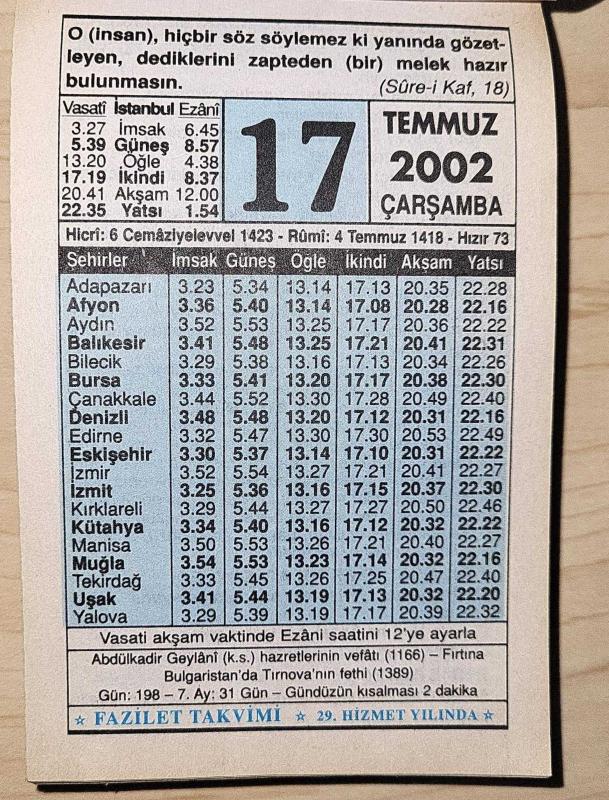 O (insan), hiçbir söz söylemez ki yanında gözet-
leyen, dediklerini zapteden (bir) melek hazır
bulunmasın. (Sûre-i Kaf, 18)
Vasatî İstanbul Ezânî
3.27 İmsak 6.45
5.39 Güneş 8.57
13.20 Öğle 4.38
17.19 İkindi 8.37
20.41 Akşam 12.00
22.35 Yatsı 1.54
17
TEMMUZ
2002
ÇARŞAMBA
Hicrî: 6 Cemâziyelevvel 1423 - Rûmî: 4 Temmuz 1418 - Hızır 73
Şehirler İmsak Güneş Öğle İkindi Akşam Yatsı
Adapazarı 3.23 5.34 13.14 17.13 20.35 22.28
Afyon 3.36 5.40 13.14 17.08 20.28 22.16
Aydın 3.52 5.53 13.25 17.17 20.36 22.22
Balıkesir 3.41 5.48 13.25 17.21 20.41 22.31
Bilecik 3.29 5.38 13.16 17.13 20.34 22.26
Bursa 3.33 5.41 13.20 17.17 20.38 22.30
Çanakkale 3.44 5.52 13.30 17.28 20.49 22.40
Denizli 3.48 5.48 13.20 17.12 20.31 22.16
Edirne 3.32 5.47 13.30 17.30 20.53 22.49
Eskişehir 3.30 5.37 13.14 17.10 20.31 22.22
İzmir 3.52 5.54 13.27 17.21 20.41 22.27
İzmit 3.25 5.36 13.16 17.15 20.37 22.30
Kırklareli 3.29 5.44 13.27 17.27 20.50 22.46
Kütahya 3.34 5.40 13.16 17.12 20.32 22.22
Manisa 3.50 5.53 13.26 17.21 20.40 22.27
Muğla 3.54 5.53 13.23 17.14 20.32 22.16
Tekirdağ 3.33 5.45 13.26 17.25 20.47 22.40
Uşak 3.41 5.44 13.19 17.13 20.32 22.20
Yalova 3.29 5.39 13.19 17.17 20.39 22.32
Vasati akşam vaktinde Ezâni saatini 12'ye ayarla
Abdülkadir Geylânî (k.s.) hazretlerinin vefâtı (1166) – Fırtına
Bulgaristan'da Tırnova'nın fethi (1389)
Gün: 198 – 7. Ay: 31 Gün – Gündüzün kısalması 2 dakika
☆ FAZİLET TAKVİMİ ☆ 29. HİZMET YILINDA ☆